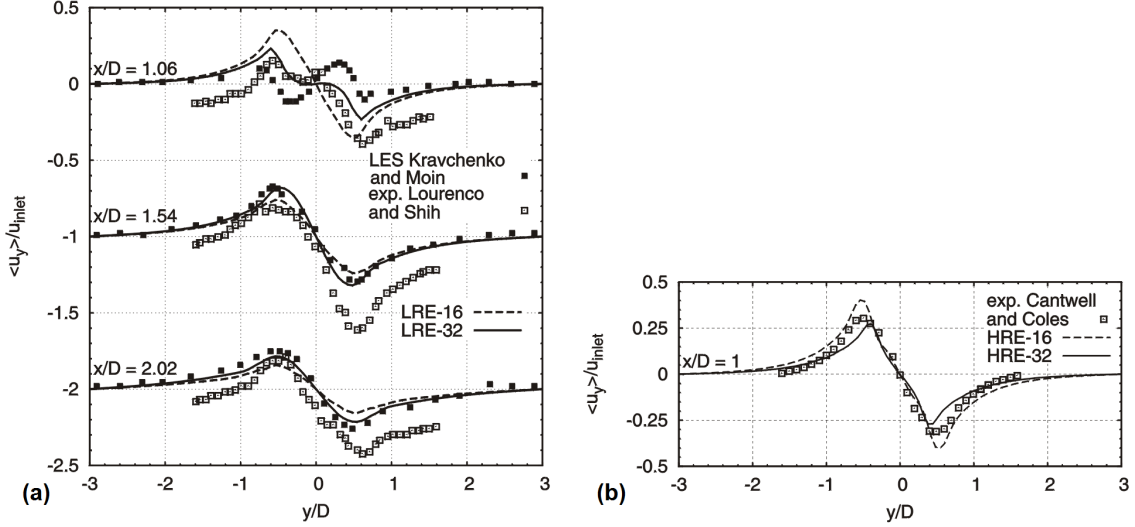 0.5
0
-0.5
-1
-1.5
-2
-2.5
<u_y>/u_inlet
x/D = 1.06
LES Kravchenko
and Moin
exp. Lourenco
and Shih
x/D = 1.54
LRE-16
LRE-32
x/D = 2.02
-3 -2 -1 0 1 2 3
y/D
(a)
0.5
0.25
0
-0.25
-0.5
<u_y>/u_inlet
exp. Cantwell
and Coles
HRE-16
HRE-32
x/D = 1
-3 -2 -1 0 1 2 3
y/D
(b)